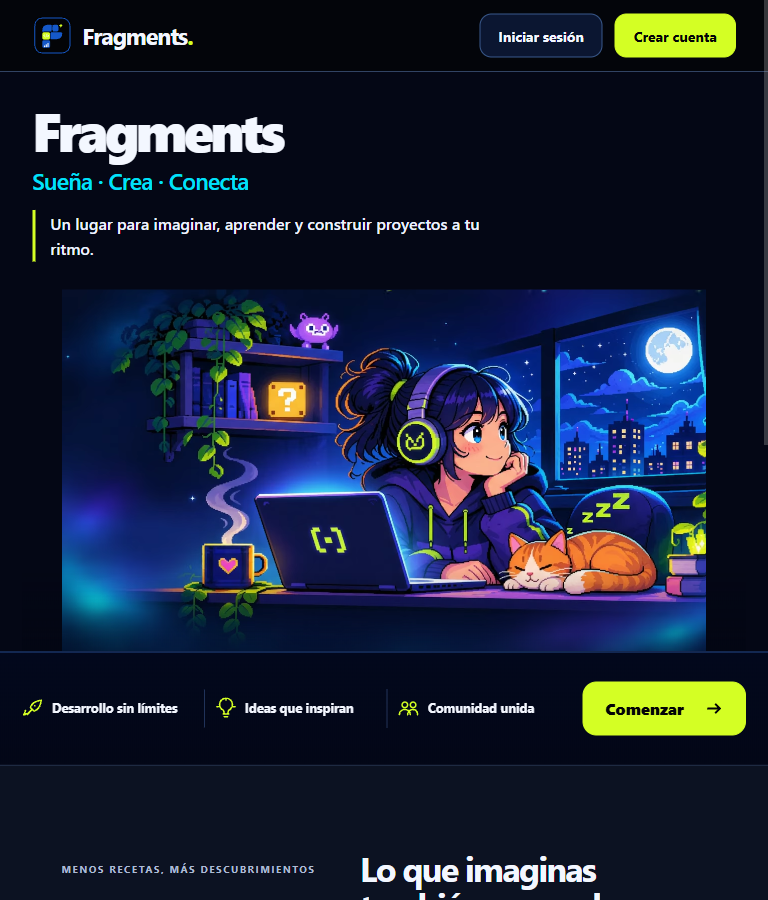 Fragments.
Iniciar sesión
Crear cuenta
Fragments
Sueña · Crea · Conecta
Un lugar para imaginar, aprender y construir proyectos a tu
ritmo.
?
z z z z
Desarrollo sin límites
Ideas que inspiran
Comunidad unida
Comenzar →
MENOS RECETAS, MÁS DESCUBRIMIENTOS
Lo que imaginas